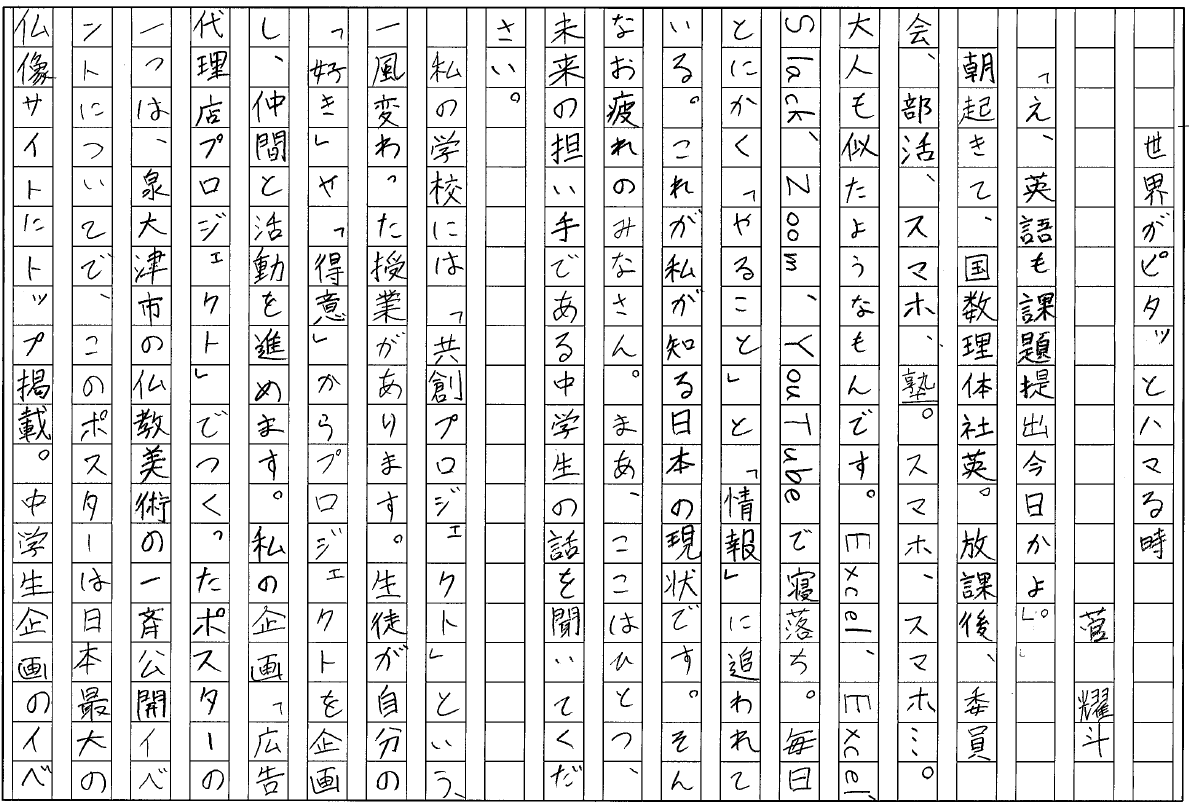 世界がピタッとハマる時
菅 耀斗
「え、英語も課題提出今日かよ」。
朝起きて、国数理体社英。放課後、委員
会、部活、スマホ、塾。スマホ、スマホ…。
大人も似たようなもんです。Excel、Excel、
Slack、Zoom、YouTubeで寝落ち。毎日
とにかく「やること」と「情報」に追われて
いる。これが私が知る日本の現状です。そん
なお疲れのみなさん。まあ、ここはひとつ、
未来の担い手である中学生の話を聞いてくだ
さい。
私の学校には「共創プロジェクト」という、
一風変わった授業があります。生徒が自分の
「好き」や「得意」からプロジェクトを企画
し、仲間と活動を進めます。私の企画「広告
代理店プロジェクト」でつくったポスターの
一つは、泉大津市の仏教美術の一斉公開イベ
ントについてで、このポスターは日本最大の
仏像サイトにトップ掲載。中学生企画のイベ